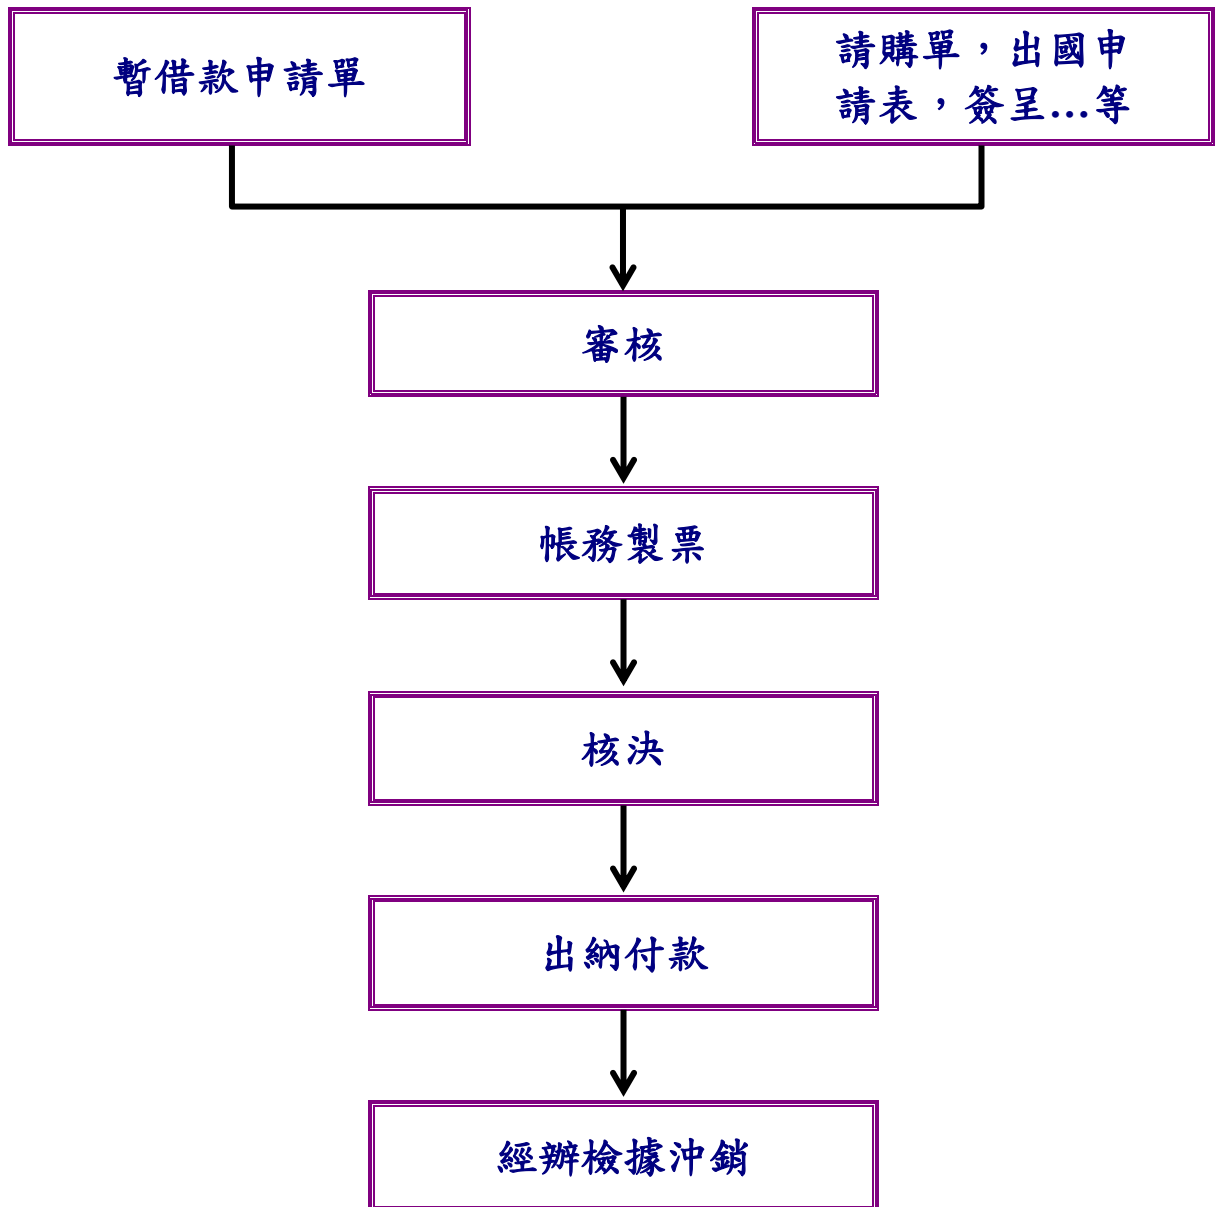 暫借款申請單
請購單，出國申
請表，簽呈…等
審核
帳務製票
核決
出納付款
經辦檢據沖銷